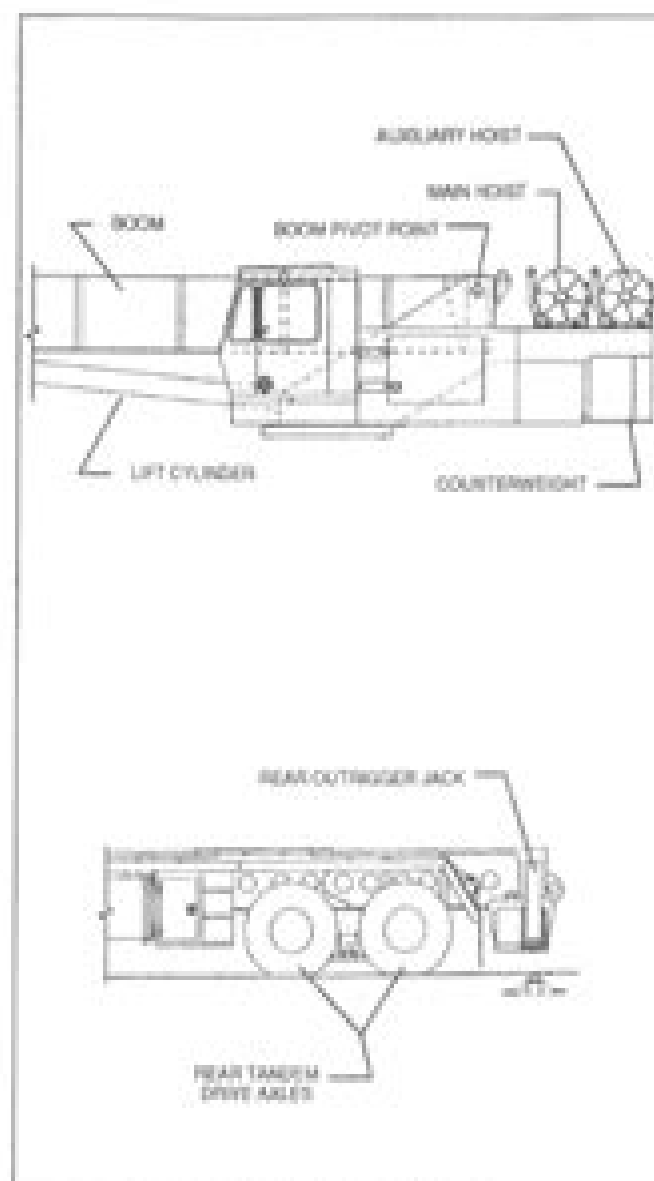 AUXILIARY HOIST
MAIN HOIST
BOOM
BOOM PIVOT POINT
LIFT CYLINDER
COUNTERWEIGHT
REAR OUTRIGGER JACK
REAR TANDEM
DRIVE AXLES